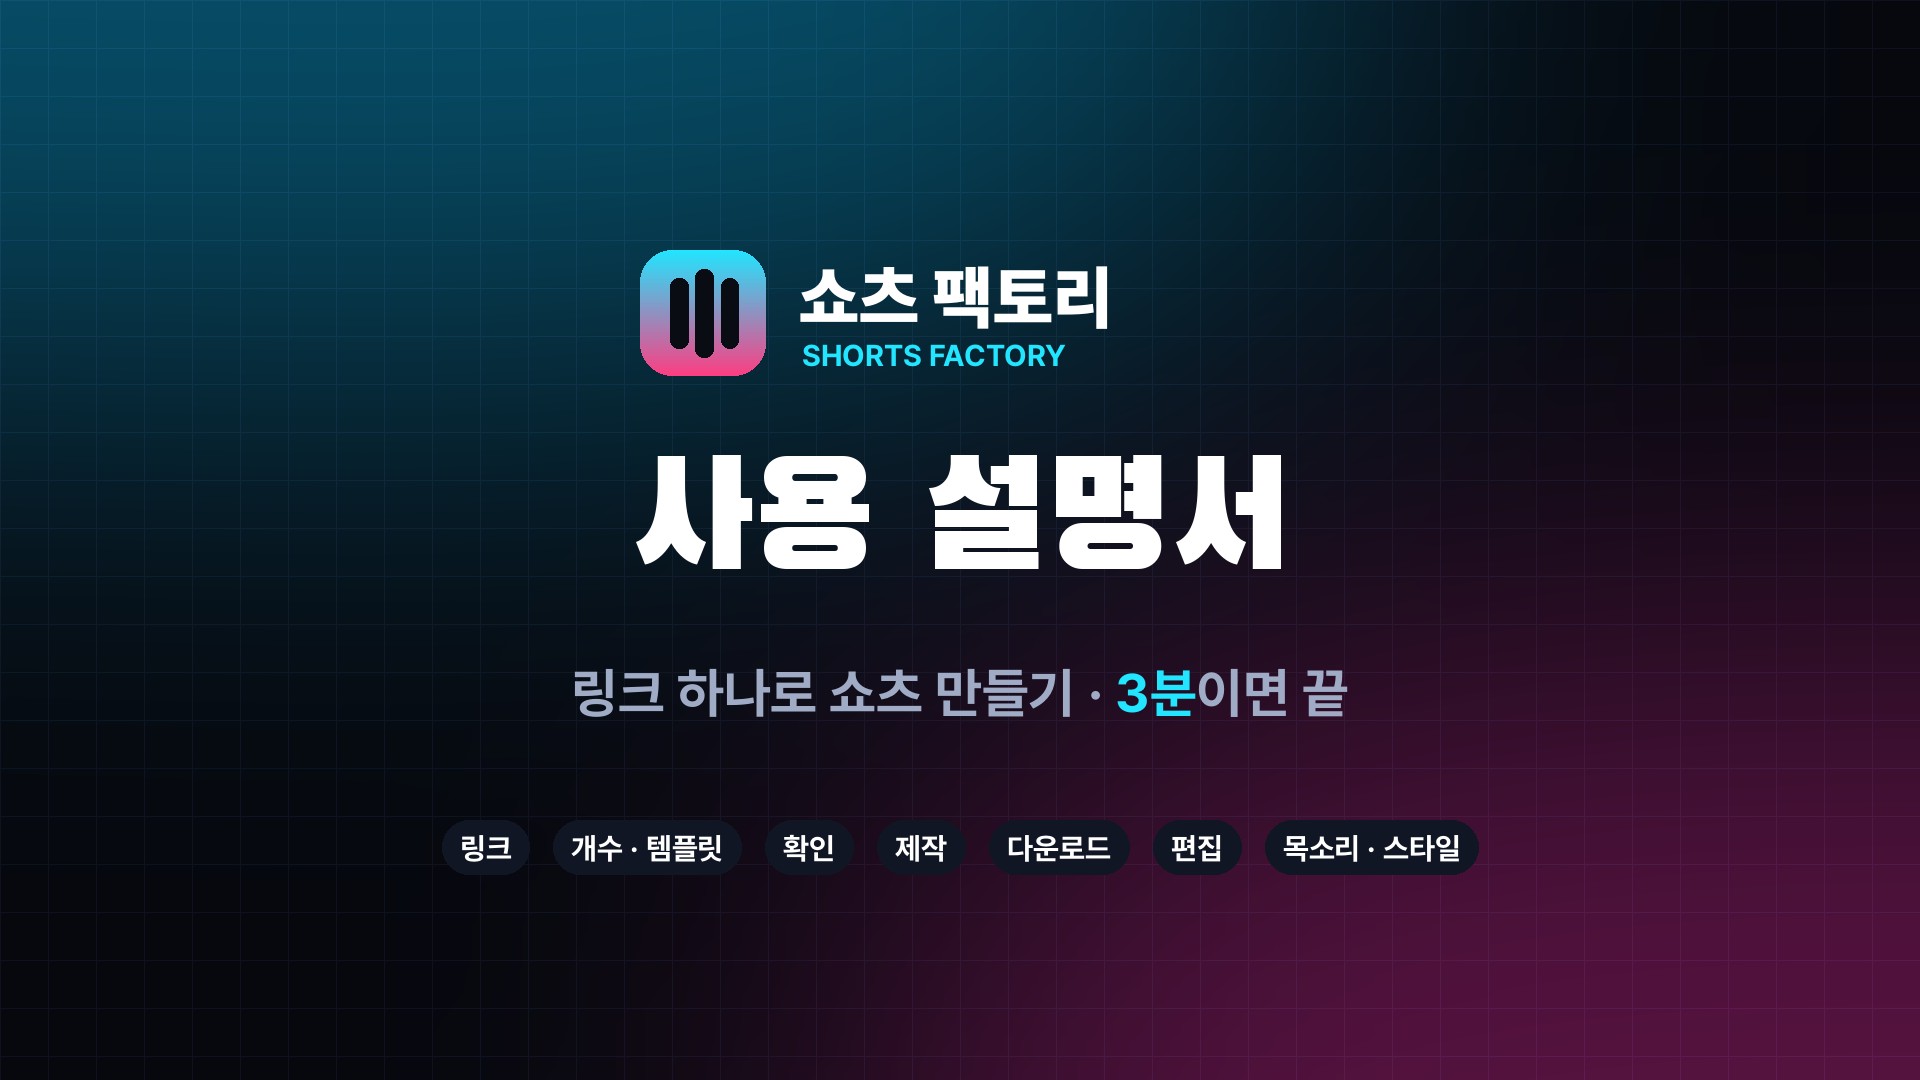 쇼츠 팩토리
SHORTS FACTORY
사용 설명서
링크 하나로 쇼츠 만들기 · 3분이면 끝
링크 개수 · 템플릿 확인 제작 다운로드 편집 목소리 · 스타일